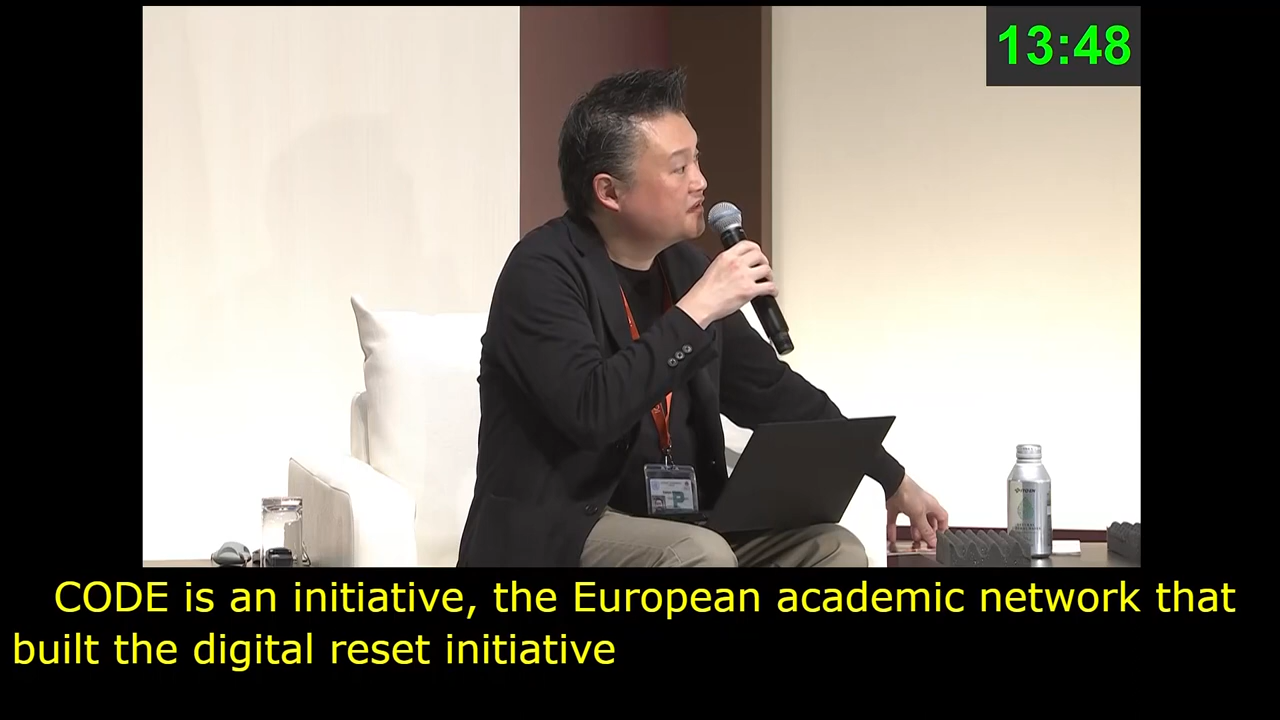 13:48
P
CODE is an initiative, the European academic network that
built the digital reset initiative